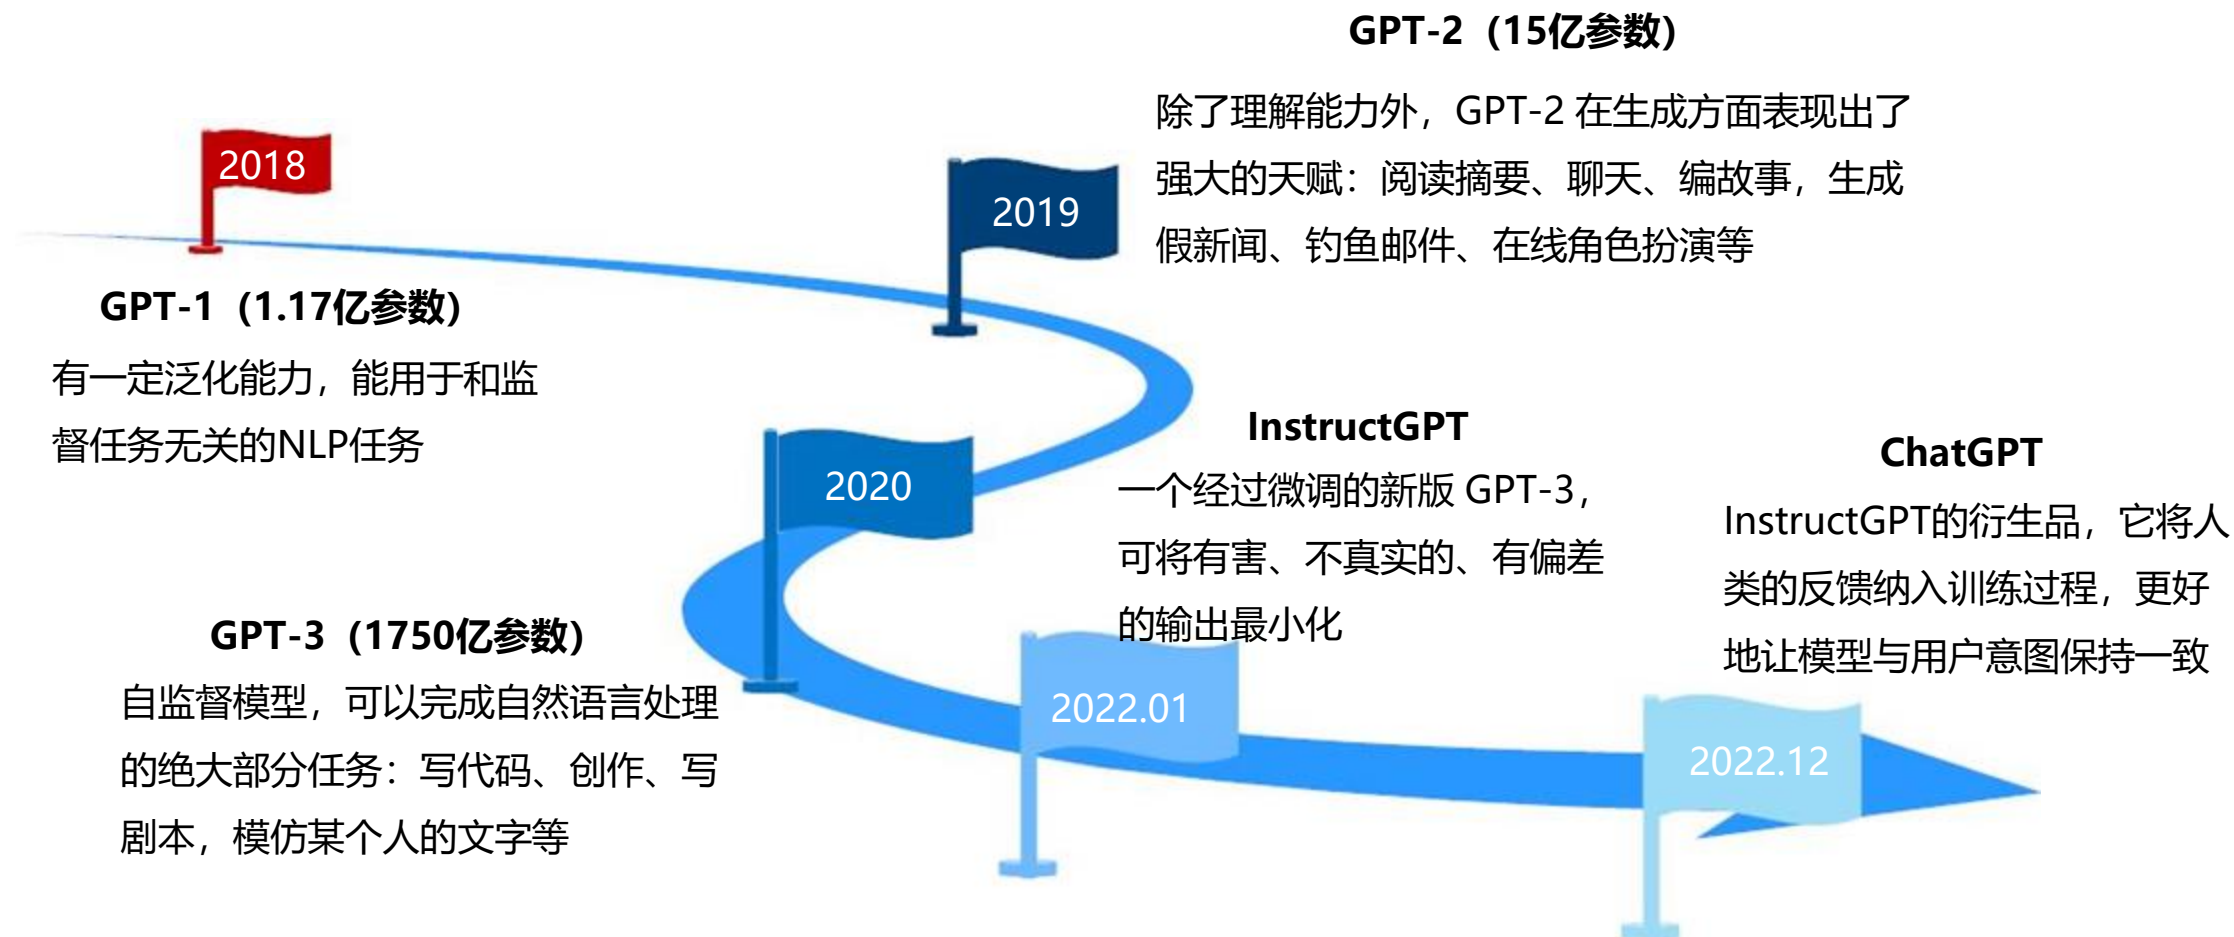 2018
GPT-1（1.17亿参数）
有一定泛化能力，能用于和监
督任务无关的NLP任务
2019
GPT-2（15亿参数）
除了理解能力外，GPT-2 在生成方面表现出了
强大的天赋：阅读摘要、聊天、编故事，生成
假新闻、钓鱼邮件、在线角色扮演等
2020
GPT-3（1750亿参数）
自监督模型，可以完成自然语言处理
的绝大部分任务：写代码、创作、写
剧本，模仿某个人的文字等
InstructGPT
一个经过微调的新版 GPT-3，
可将有害、不真实的、有偏差
的输出最小化
2022.01
ChatGPT
InstructGPT的衍生品，它将人
类的反馈纳入训练过程，更好
地让模型与用户意图保持一致
2022.12